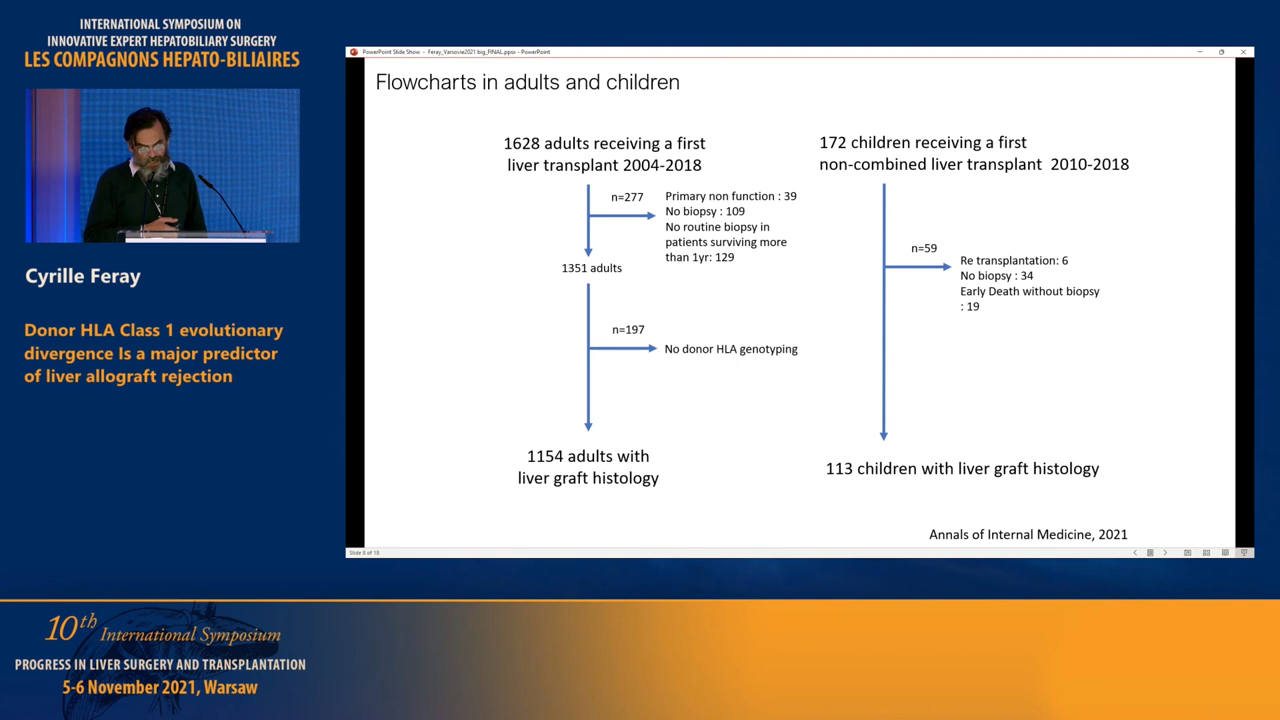 INTERNATIONAL SYMPOSIUM ON
INNOVATIVE EXPERT HEPATOBILIARY SURGERY
LES COMPAGNONS HEPATO-BILIAIRES
Cyrille Feray
Donor HLA Class 1 evolutionary
divergence Is a major predictor
of liver allograft rejection
PowerPoint Slide Show - Feray_Varsovie2021 big_FINAL.ppsx - PowerPoint
Flowcharts in adults and children
1628 adults receiving a first
liver transplant 2004-2018
n=277
Primary non function : 39
No biopsy : 109
No routine biopsy in
patients surviving more
than 1yr: 129
1351 adults
n=197
No donor HLA genotyping
1154 adults with
liver graft histology
172 children receiving a first
non-combined liver transplant 2010-2018
n=59
Re transplantation: 6
No biopsy : 34
Early Death without biopsy
: 19
113 children with liver graft histology
Annals of Internal Medicine, 2021
Slide 8 of 18
10th International Symposium
PROGRESS IN LIVER SURGERY AND TRANSPLANTATION
5-6 November 2021, Warsaw